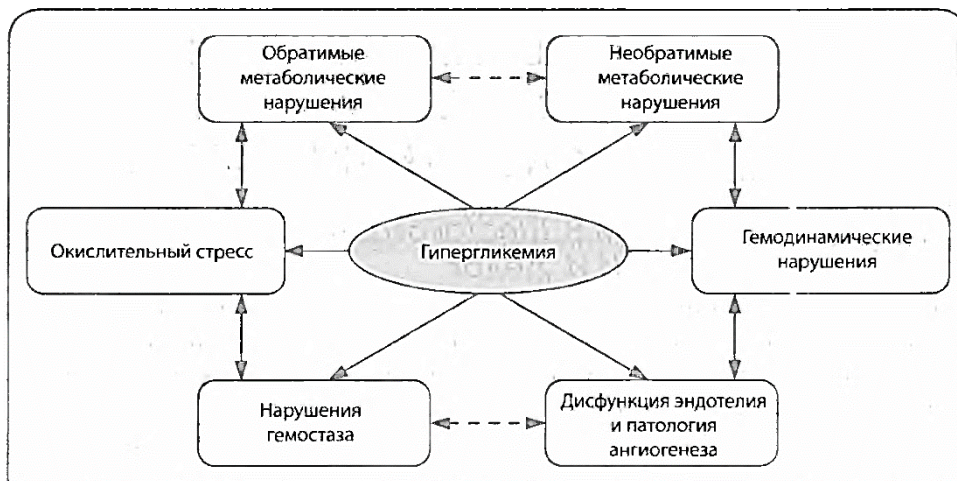 Обратимые
метаболические
нарушения
Необратимые
метаболические
нарушения
Окислительный стресс
Гипергликемия
Гемодинамические
нарушения
Нарушения
гемостаза
Дисфункция эндотелия
и патология
ангиогенеза